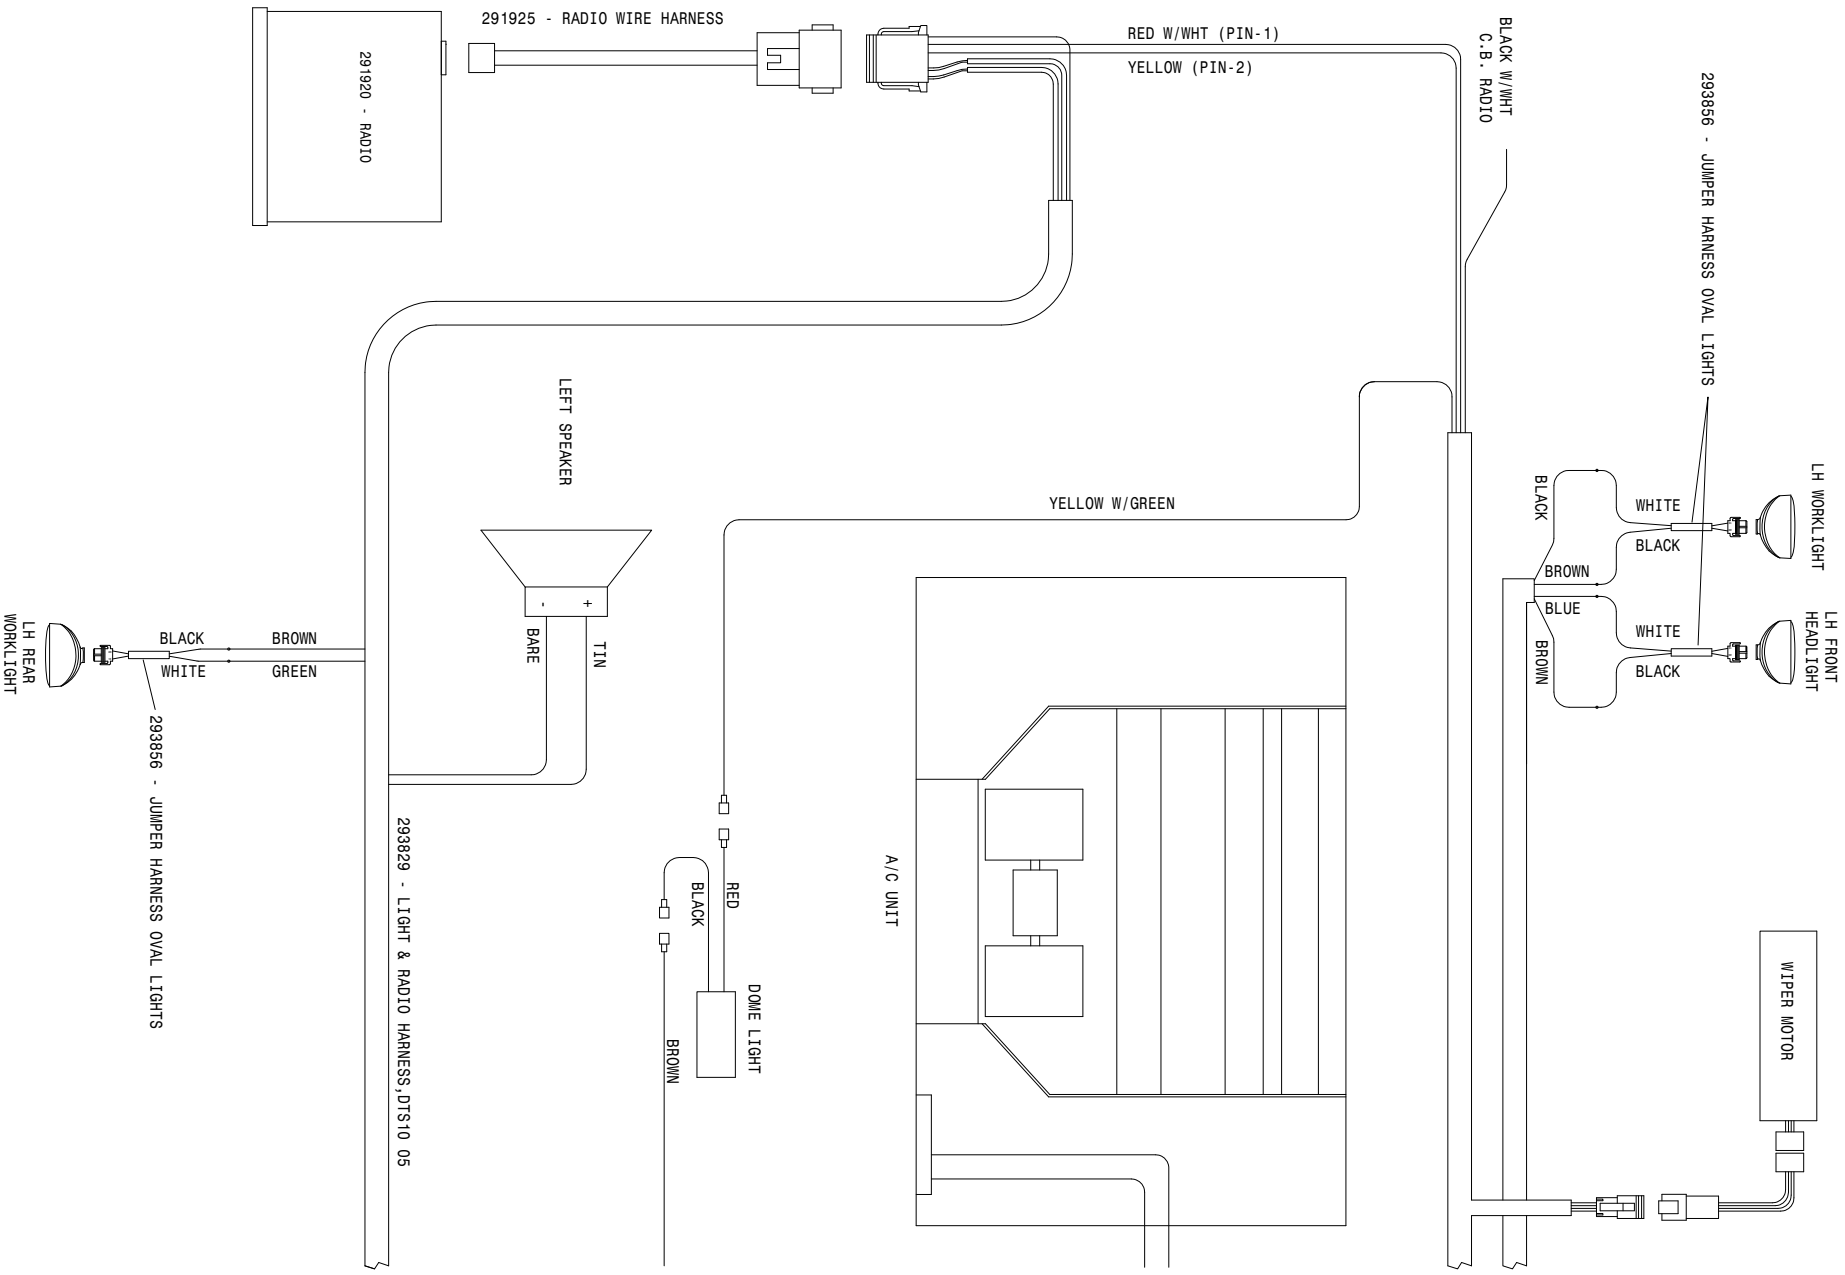 291925 - RADIO WIRE HARNESS
291920 - RADIO
RED W/WHT (PIN-1)
YELLOW (PIN-2)
BLACK W/WHT
C.B. RADIO
293856 - JUMPER HARNESS OVAL LIGHTS
LH WORKLIGHT
LH FRONT
HEADLIGHT
WHITE
BLACK
BLACK
BROWN
BLUE
WHITE
BLACK
BROWN
LEFT SPEAKER
-
+
BARE
TIN
YELLOW W/GREEN
LH REAR
WORKLIGHT
BLACK
WHITE
BROWN
GREEN
293856 - JUMPER HARNESS OVAL LIGHTS
293829 - LIGHT & RADIO HARNESS,DTS10 05
RED
BLACK
DOME LIGHT
BROWN
A/C UNIT
WIPER MOTOR